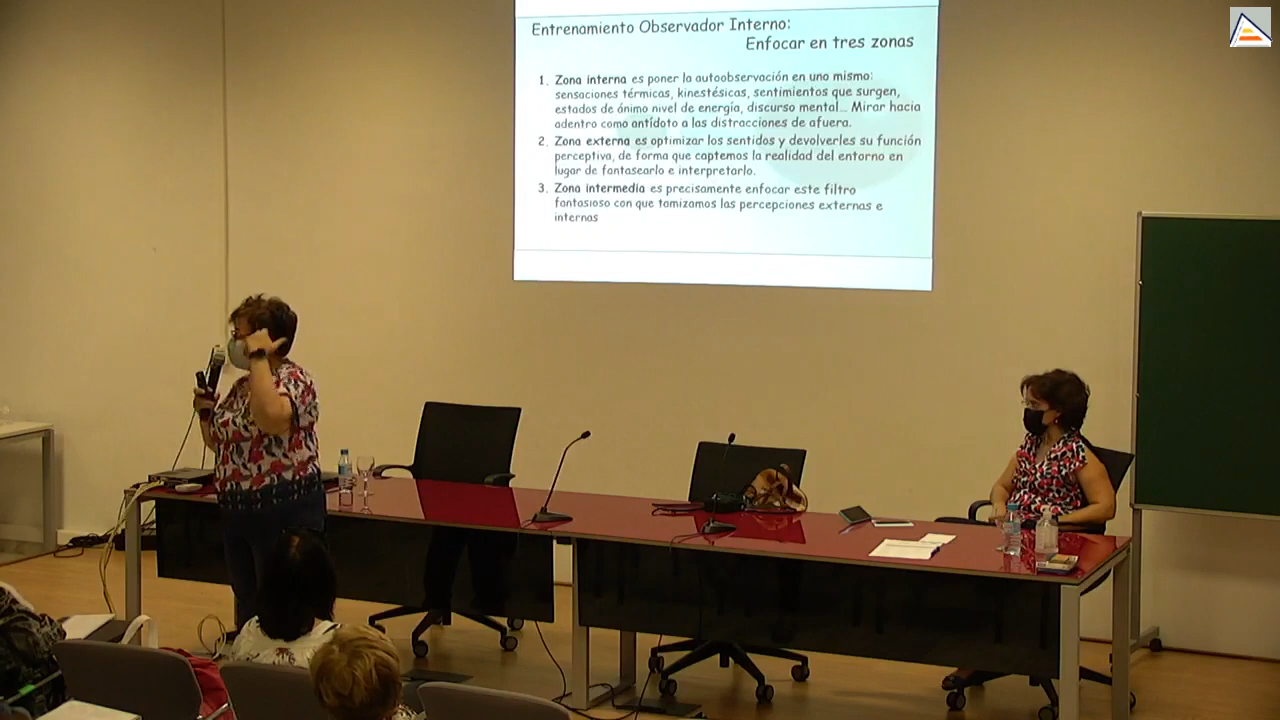 Entrenamiento Observador Interno:
Enfocar en tres zonas
1. Zona interna es poner la autoobservación en uno mismo:
sensaciones térmicas, kinestésicas, sentimientos que surgen,
estados de ánimo nivel de energía, discurso mental... Mirar hacia
adentro como antídoto a las distracciones de afuera.
2. Zona externa es optimizar los sentidos y devolverles su función
perceptiva, de forma que captemos la realidad del entorno en
lugar de fantasearlo e interpretarlo.
3. Zona intermedia es precisamente enfocar este filtro
fantasioso con que tamizamos las percepciones externas e
internas